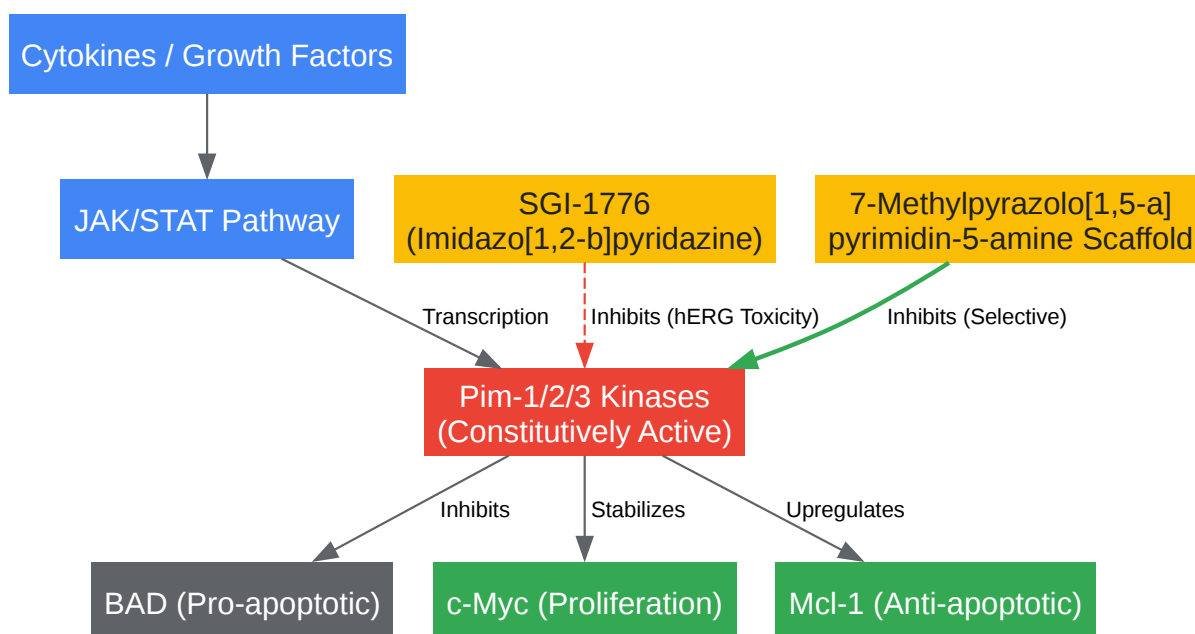 Cytokines / Growth Factors
JAK/STAT Pathway
SGI-1776
(Imidazo[1,2-b]pyridazine)
7-Methylpyrazolo[1,5-a]
pyrimidin-5-amine Scaffold
Transcription
Inhibits (hERG Toxicity)
Inhibits (Selective)
Pim-1/2/3 Kinases
(Constitutively Active)
Inhibits
Stabilizes
Upregulates
BAD (Pro-apoptotic)
c-Myc (Proliferation)
Mcl-1 (Anti-apoptotic)